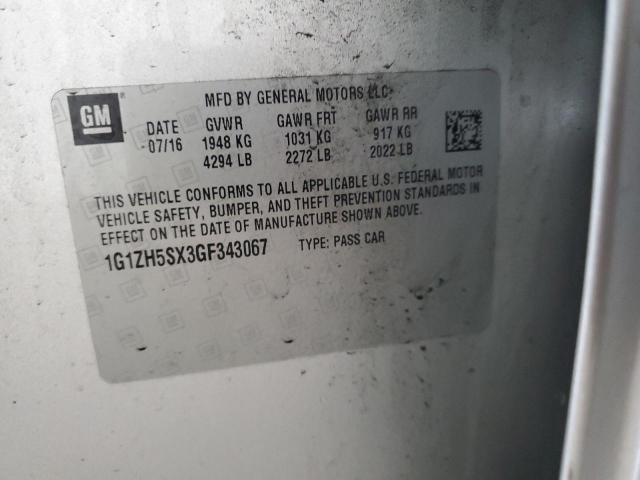 GM
MFD BY GENERAL MOTORS LLC
DATE GVWR GAWR FRT GAWR RR
07/16 1948 KG 1031 KG 917 KG
4294 LB 2272 LB 2022 LB
THIS VEHICLE CONFORMS TO ALL APPLICABLE U.S. FEDERAL MOTOR
VEHICLE SAFETY, BUMPER, AND THEFT PREVENTION STANDARDS IN
EFFECT ON THE DATE OF MANUFACTURE SHOWN ABOVE.
1G1ZH5SX3GF343067 TYPE: PASS CAR